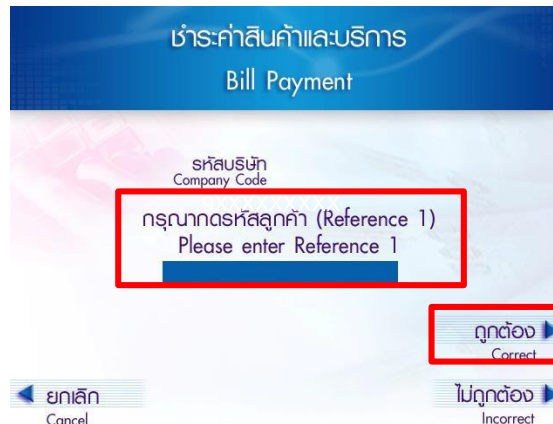 ชำระค่าสินค้าและบริการ
Bill Payment
รหัสบริษัท
Company Code
กรุณากดรหัสลูกค้า (Reference 1)
Please enter Reference 1
ถูกต้อง
Correct
ยกเลิก
Cancel
ไม่ถูกต้อง
Incorrect